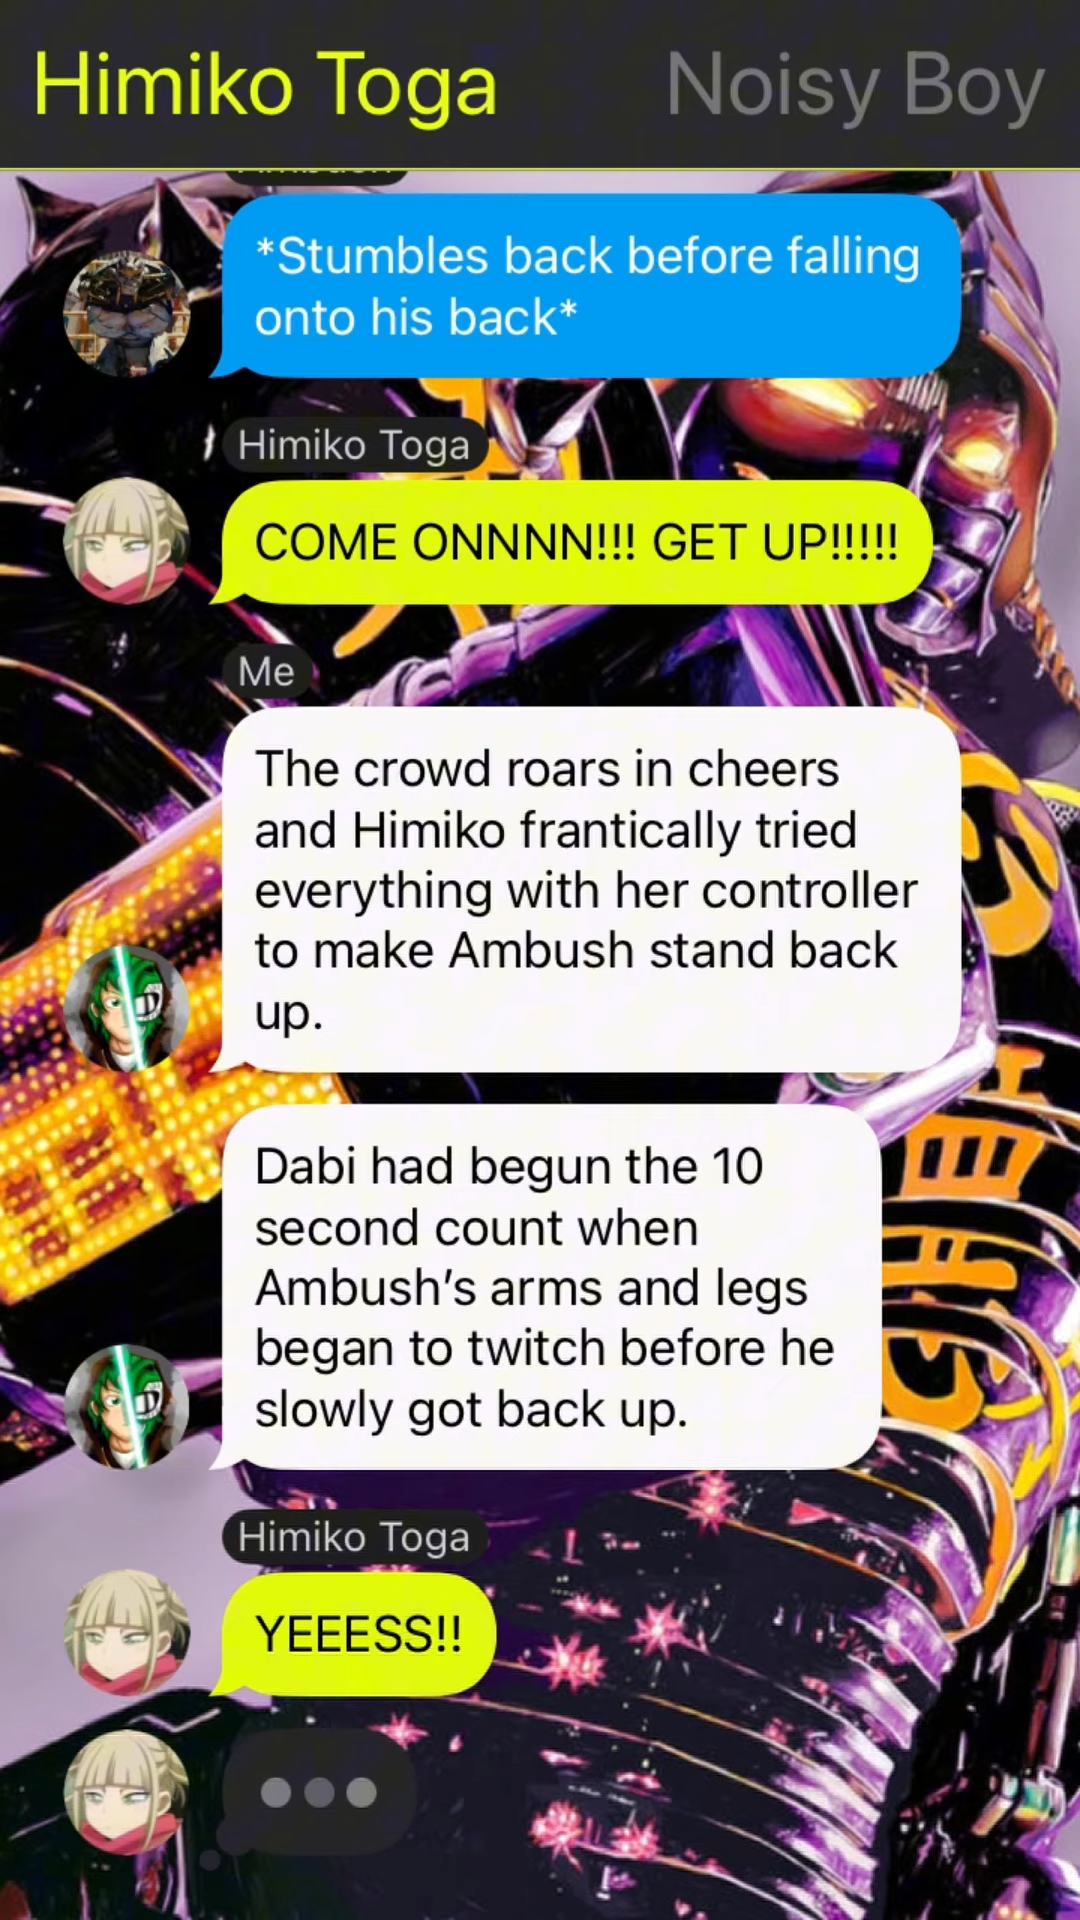 Himiko Toga
Noisy Boy
*Stumbles back before falling
onto his back*
Himiko Toga
COME ONNNN!!! GET UP!!!!!
Me
The crowd roars in cheers
and Himiko frantically tried
everything with her controller
to make Ambush stand back
up.
Dabi had begun the 10
second count when
Ambush’s arms and legs
began to twitch before he
slowly got back up.
Himiko Toga
YEEESS!!